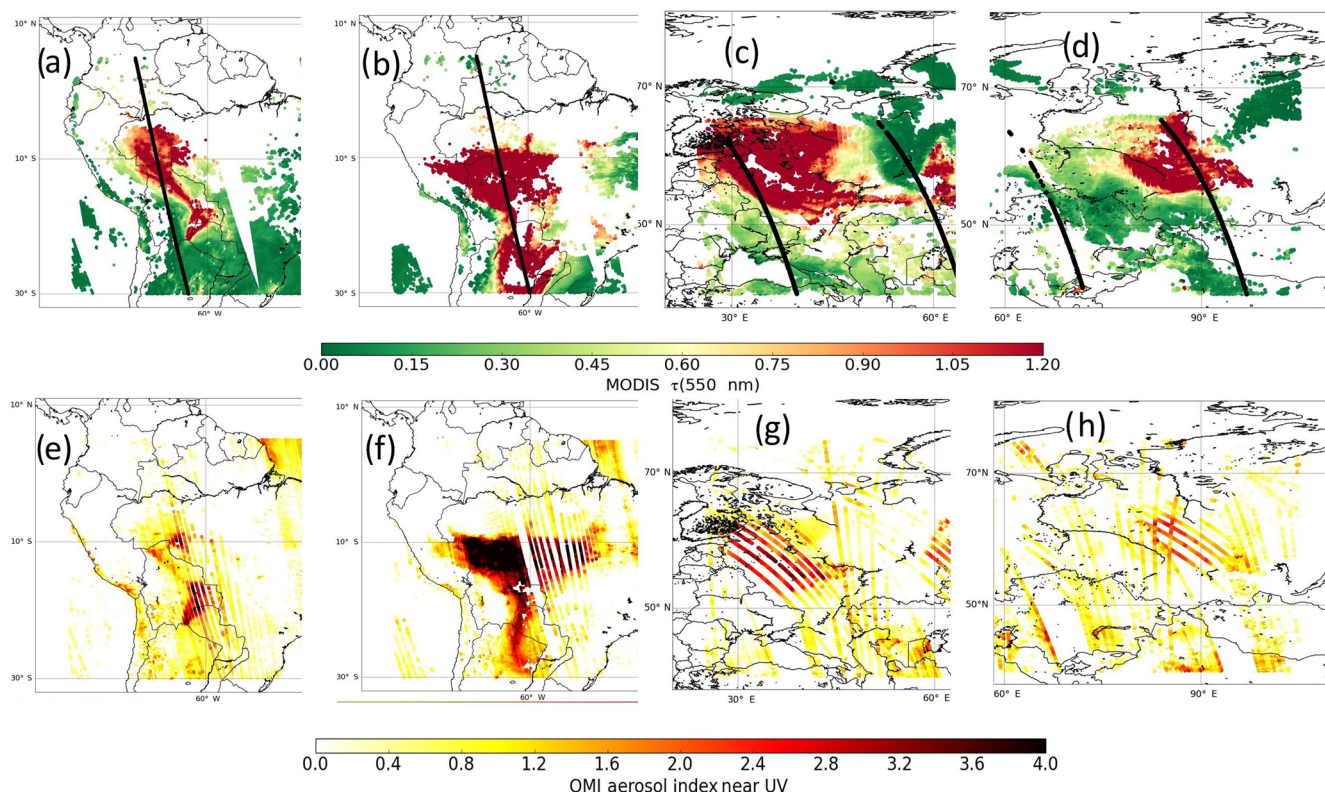 (a) (b) (c) (d)
10° N 10° N
70° N 70° N
10° S 10° S
50° N 50° N
30° S 30° S
60° W 60° W 30° E 60° E 60° E 90° E
0.00 0.15 0.30 0.45 0.60 0.75 0.90 1.05 1.20
MODIS τ(550 nm)
(e) (f) (g) (h)
10° N 10° N
70° N 70° N
10° S 10° S
50° N 50° N
30° S 30° S
60° W 60° W 30° E 60° E 60° E 90° E
0.0 0.4 0.8 1.2 1.6 2.0 2.4 2.8 3.2 3.6 4.0
OMI aerosol index near UV